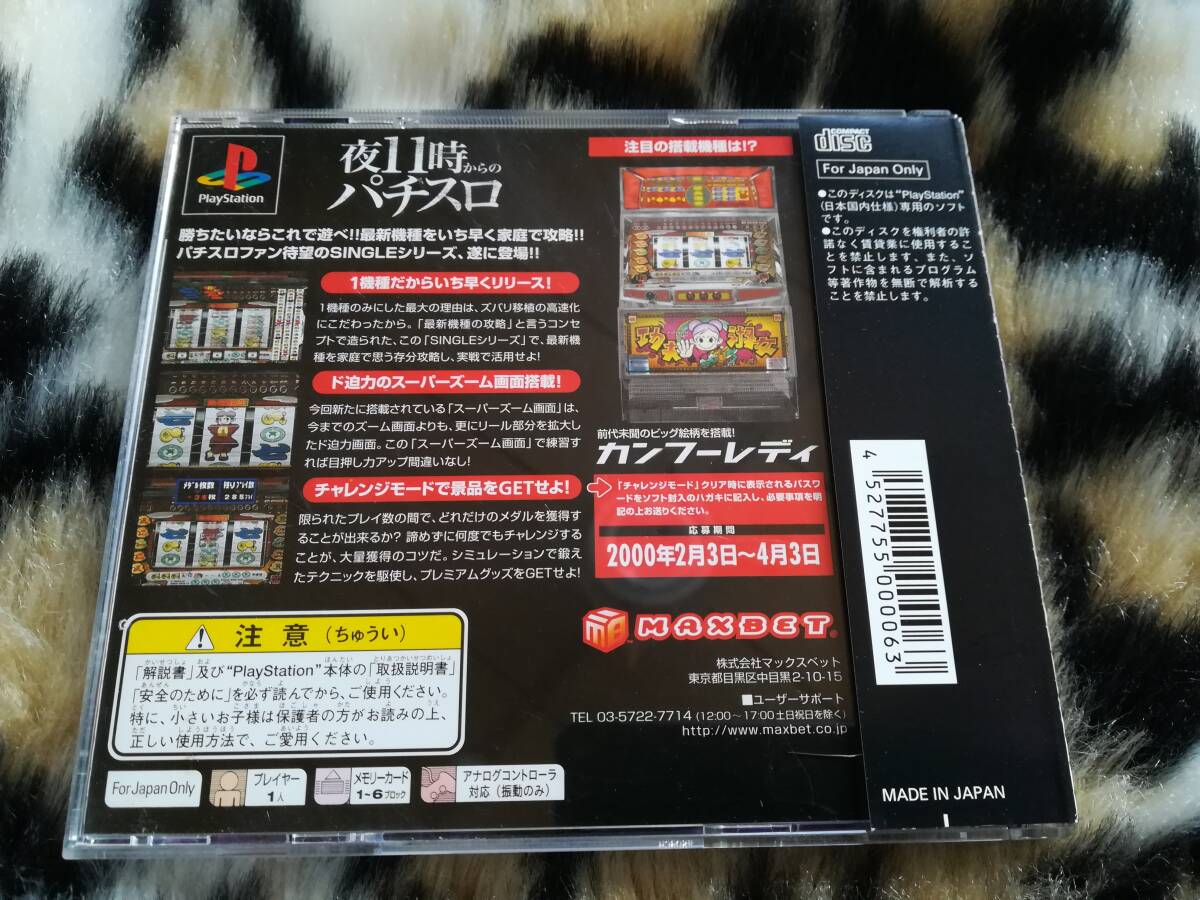 PlayStation
夜11時からの
パチスロ
勝ちたいならこれで遊べ!!最新機種をいち早く家庭で攻略!!
パチスロファン待望のSINGLEシリーズ、遂に登場!!
1機種だからいち早くリリース!
1機種のみにした最大の理由は、ズバリ移植の高速化
にこだわったから。「最新機種の攻略」と言うコンセ
プトで造られた、この「SINGLEシリーズ」で、最新機
種を家庭で思う存分攻略し、実戦で活用せよ!
ド迫力のスーパーズーム画面搭載!
今回新たに搭載されている「スーパーズーム画面」は、
今までのズーム画面よりも、更にリール部分を拡大し
たド迫力画面。この「スーパーズーム画面」で練習す
れば目押し力アップ間違いなし!
メダル枚数 残りプレイ数
チャレンジモードで景品をGETせよ!
限られたプレイ数の間で、どれだけのメダルを獲得す
ることが出来るか?諦めずに何度でもチャレンジする
ことが、大量獲得のコツだ。シミュレーションで鍛え
たテクニックを駆使し、プレミアムグッズをGETせよ!
注目の搭載機種は!?
功夫淑女
前代未聞のビッグ絵柄を搭載!
カンフーレディ
「チャレンジモード」クリア時に表示されるパスワ
ードをソフト封入のハガキに記入し、必要事項を明
記の上お送りください。
応募期間
2000年2月3日〜4月3日
MAXBET
株式会社マックスベット
東京都目黒区中目黒2-10-15
■ユーザーサポート
TEL 03-5722-7714 (12:00〜17:00土日祝日を除く)
http://www.maxbet.co.jp
注意(ちゅうい)
「解説書」及び“PlayStation”本体の「取扱説明書」
「安全のために」を必ず読んでから、ご使用ください。
特に、小さいお子様は保護者の方がお読みの上、
正しい使用方法で、ご愛用ください。
For Japan Only
プレイヤー
1人
メモリーカード
1〜6ブロック
アナログコントローラ
対応(振動のみ)
COMPACT
disc
For Japan Only
●このディスクは“PlayStation”
(日本国内仕様)専用のソフト
です。
●このディスクを権利者の許
諾なく賃貸業に使用するこ
とを禁止します。また、ソ
フトに含まれるプログラム
等著作物を無断で解析する
ことを禁止します。
4527755000063
MADE IN JAPAN